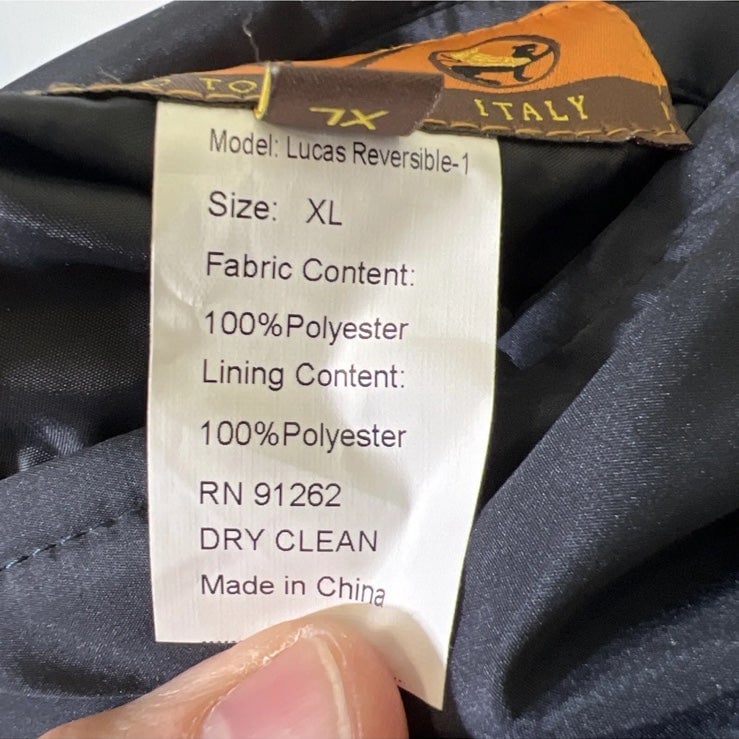 TO
XL
ITALY
Model: Lucas Reversible-1
Size: XL
Fabric Content:
100%Polyester
Lining Content:
100%Polyester
RN 91262
DRY CLEAN
Made in China